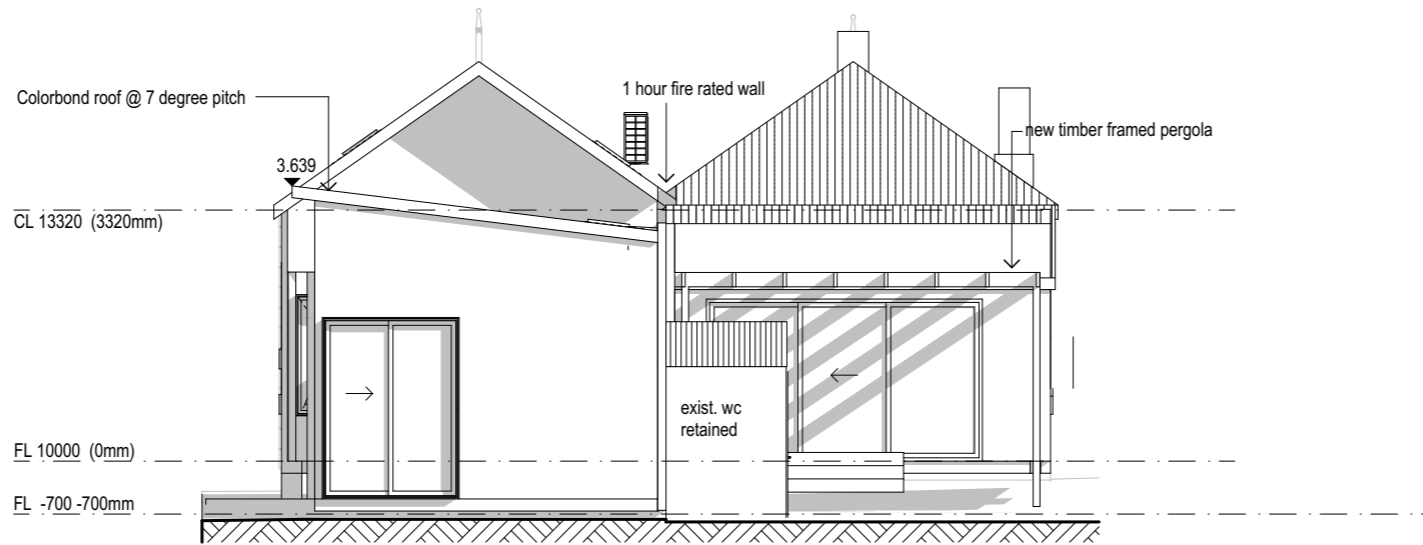 1 hour fire rated wall
Colorbond roof @ 7 degree pitch
new timber framed pergola
3.639
CL 13320 (3320mm)
exist. wc
retained
FL 10000 (0mm)
FL -700 -700mm